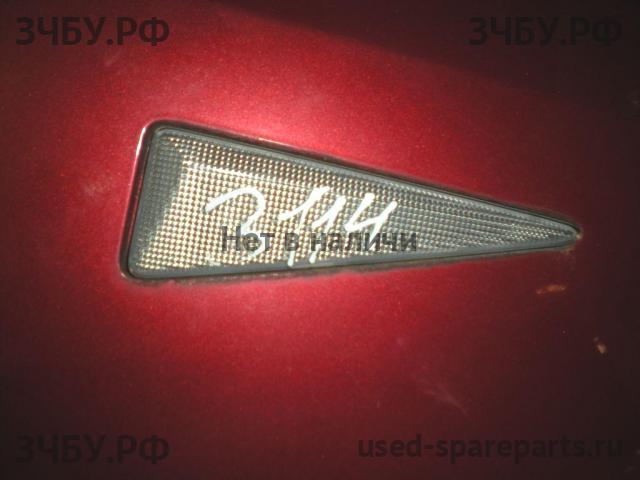 ЗЧБУ.РФ ЗЧБУ.РФ
3114
Нет в наличи
ЗЧБУ.РФ used-spareparts.ru